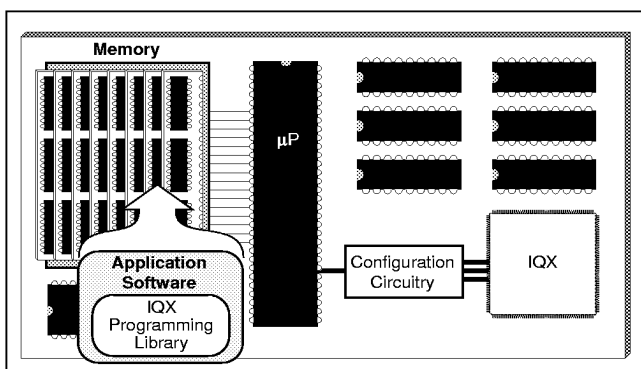 Memory
µP
Application
Software
IQX
Programming
Library
Configuration
Circuitry
IQX